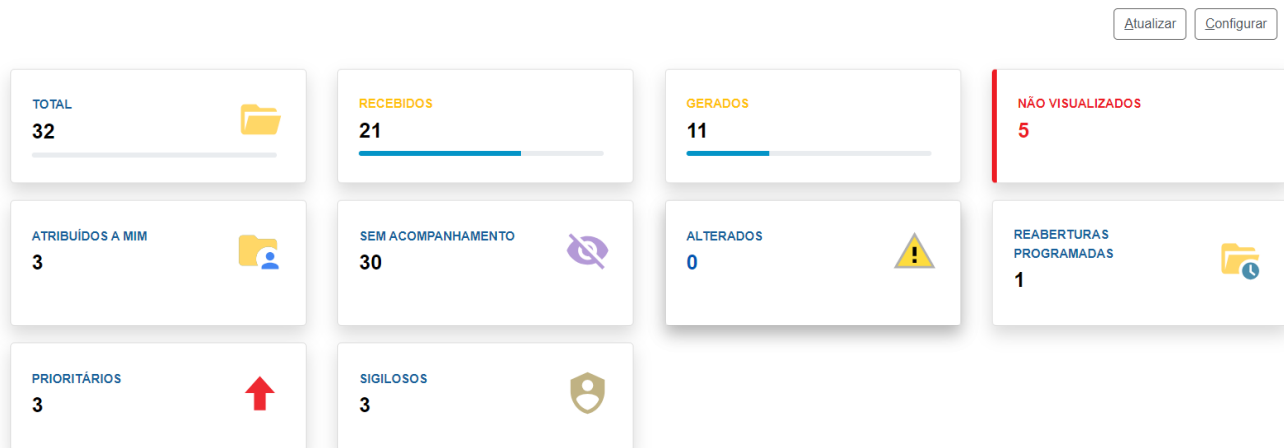 Atualizar Configurar
TOTAL
32
RECEBIDOS
21
GERADOS
11
NÃO VISUALIZADOS
5
ATRIBUÍDOS A MIM
3
SEM ACOMPANHAMENTO
30
ALTERADOS
0
REABERTURAS
PROGRAMADAS
1
PRIORITÁRIOS
3
SIGILOSOS
3